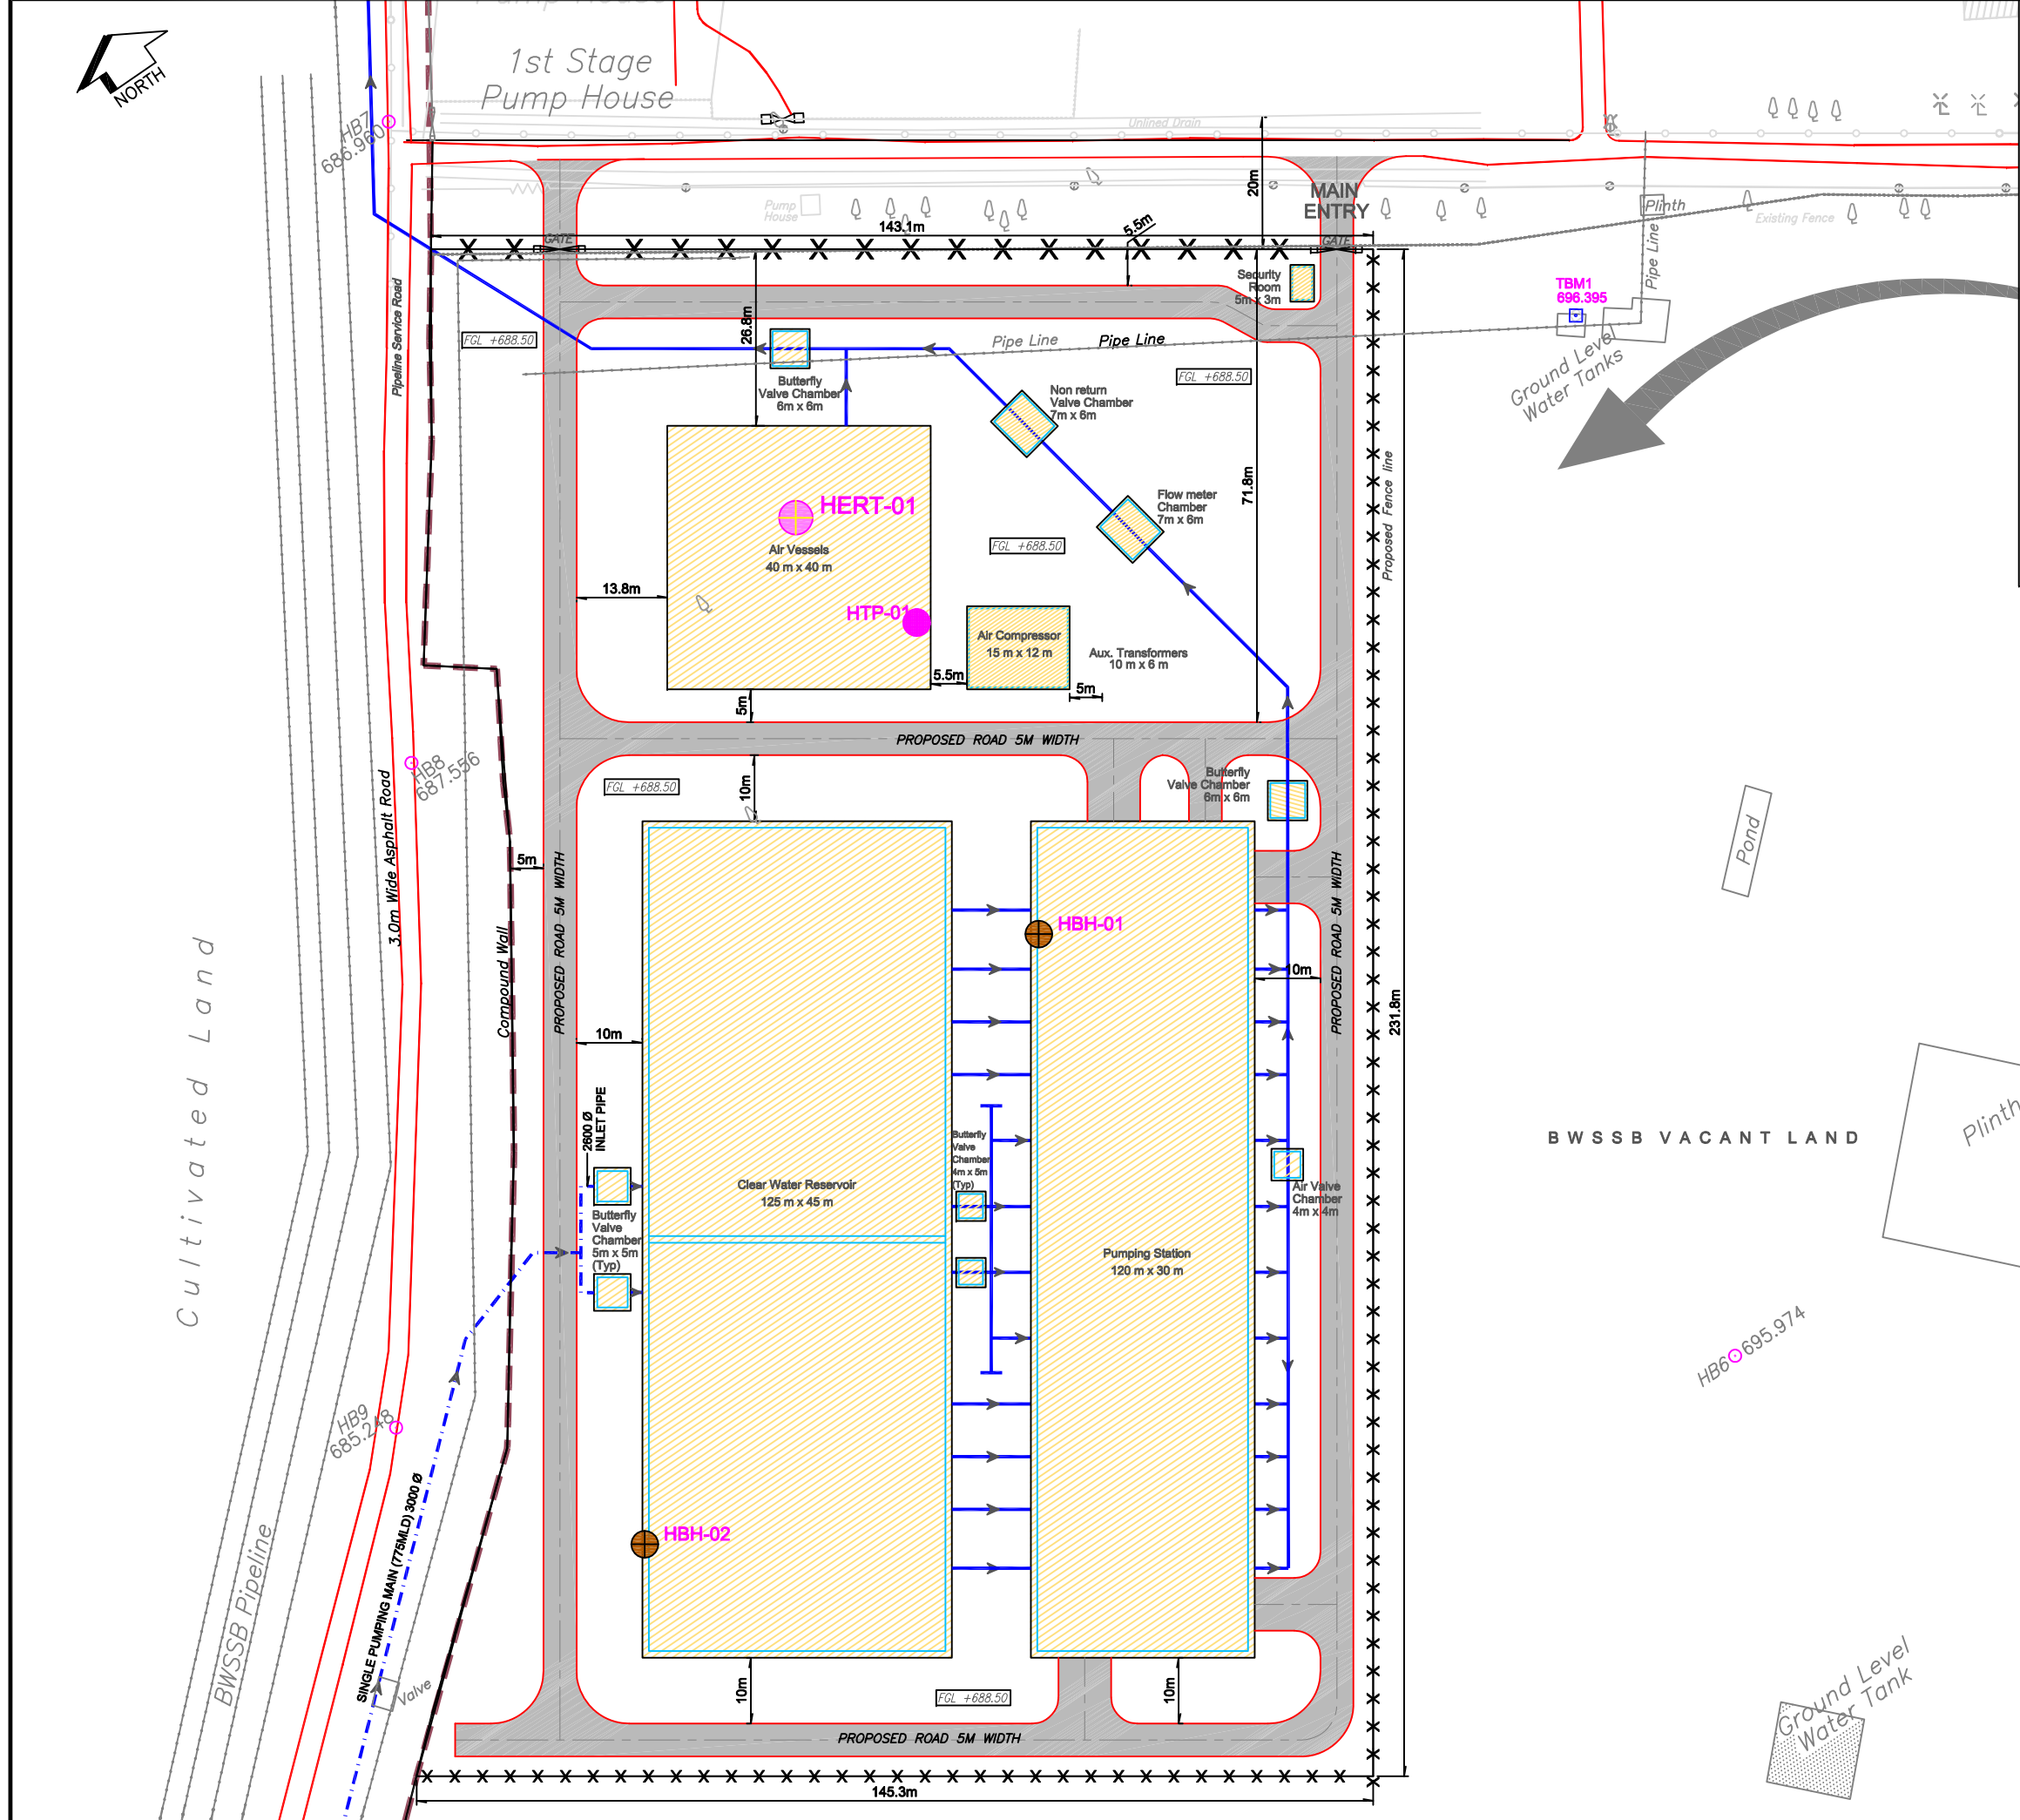 Pump House
1st Stage
Pump House
NORTH
HB7
686.960
Unlined Drain
20m
MAIN
ENTRY
Pump
House
Plinth
Existing Fence
Pipe Line
143.1m
5.5m
GATE
GATE
Security
Room
5m x 3m
TBM1
696.395
Pipeline Service Road
26.8m
FGL +688.50
Pipe Line
Pipe Line
Ground Level
Water Tanks
Butterfly
Valve Chamber
6m x 6m
FGL +688.50
Non return
Valve Chamber
7m x 6m
71.8m
Proposed Fence line
Flow meter
Chamber
7m x 6m
HERT-01
Air Vessels
40 m x 40 m
FGL +688.50
13.8m
HTP-01
Air Compressor
15 m x 12 m
Aux. Transformers
10 m x 6 m
5.5m
5m
5m
PROPOSED ROAD 5M WIDTH
HB8
687.556
FGL +688.50
10m
Butterfly
Valve Chamber
6m x 6m
3.0m Wide Asphalt Road
5m
PROPOSED ROAD 5M WIDTH
PROPOSED ROAD 5M WIDTH
Pond
HBH-01
Compound Wall
Cultivated Land
10m
10m
231.8m
2600 Ø
INLET PIPE
Butterfly
Valve
Chamber
4m x 5m
(Typ)
BWSSB VACANT LAND
Plinth
Clear Water Reservoir
125 m x 45 m
Air Valve
Chamber
4m x 4m
Butterfly
Valve
Chamber
5m x 5m
(Typ)
Pumping Station
120 m x 30 m
HB6 695.974
HB9
685.248
SINGLE PUMPING MAIN (775MLD) 3000 Ø
HBH-02
BWSSB Pipeline
Valve
10m
10m
FGL +688.50
Ground Level
Water Tank
PROPOSED ROAD 5M WIDTH
145.3m